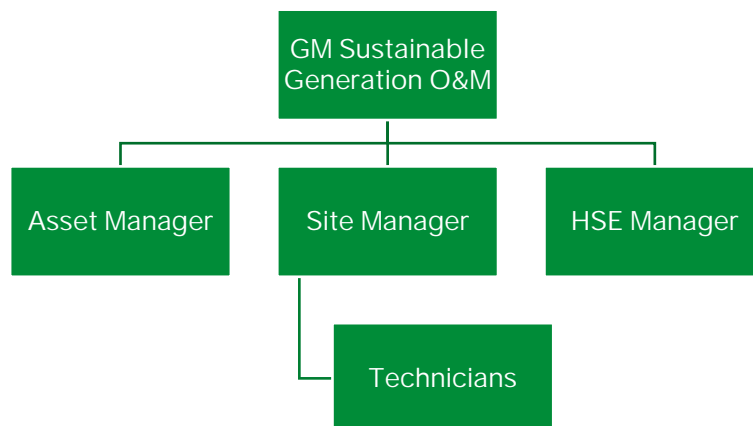 GM Sustainable
Generation O&M
Asset Manager
Site Manager
HSE Manager
Technicians